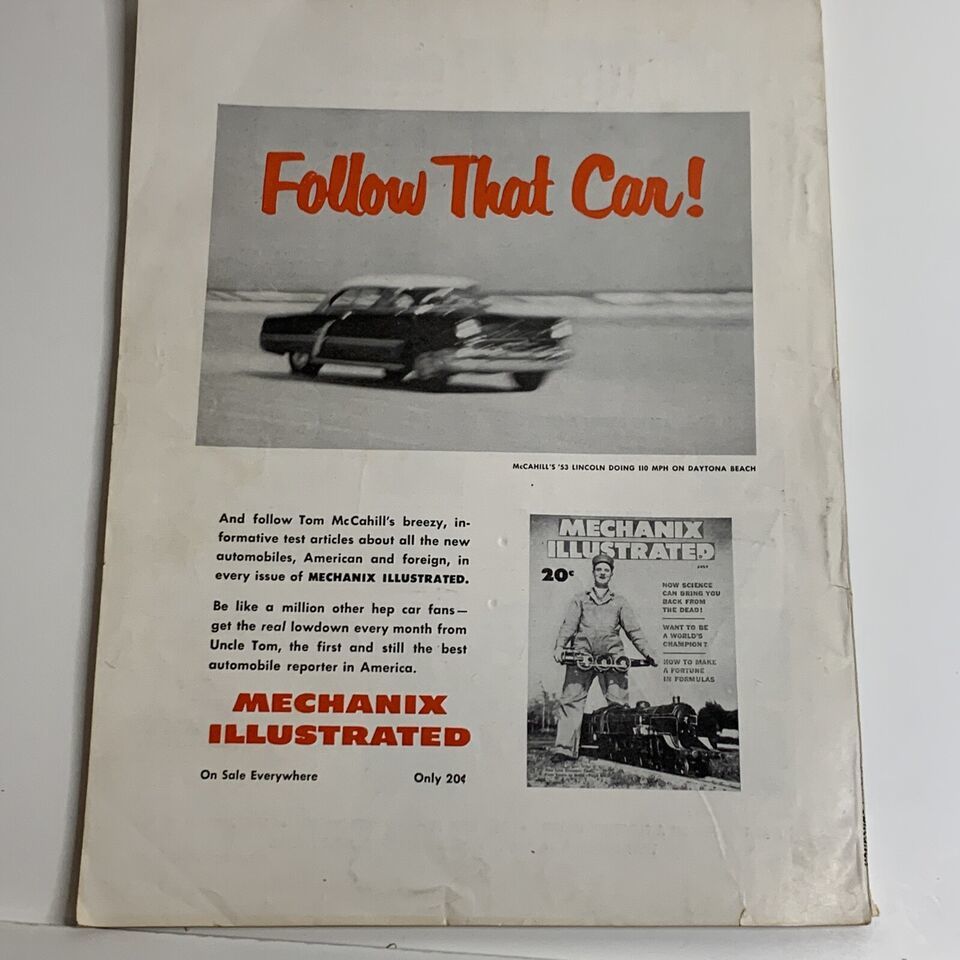 Follow That Car!
McCAHILL'S '53 LINCOLN DOING 110 MPH ON DAYTONA BEACH
And follow Tom McCahill's breezy, in-
formative test articles about all the new
automobiles, American and foreign, in
every issue of MECHANIX ILLUSTRATED.
Be like a million other hep car fans—
get the real lowdown every month from
Uncle Tom, the first and still the best
automobile reporter in America.
MECHANIX
ILLUSTRATED
On Sale Everywhere Only 20¢
MECHANIX
ILLUSTRATED
JULY
20¢
HOW SCIENCE
CAN BRING YOU
BACK FROM
THE DEAD!
WANT TO BE
A WORLD'S
CHAMPION?
HOW TO MAKE
A FORTUNE
IN FORMULAS